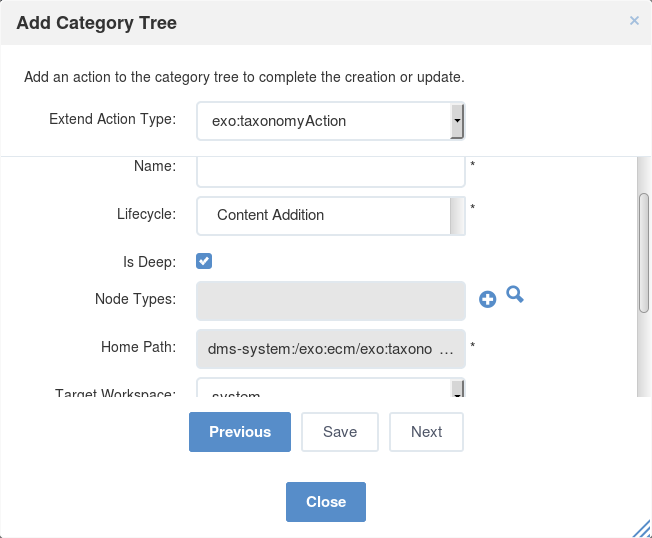 Add Category Tree ×
Add an action to the category tree to complete the creation or update.
Extend Action Type: exo:taxonomyAction
Name: *
Lifecycle: Content Addition *
Is Deep:
Node Types:
Home Path: dms-system:/exo:ecm/exo:taxono ... *
Target Workspace: system
Previous Save Next
Close